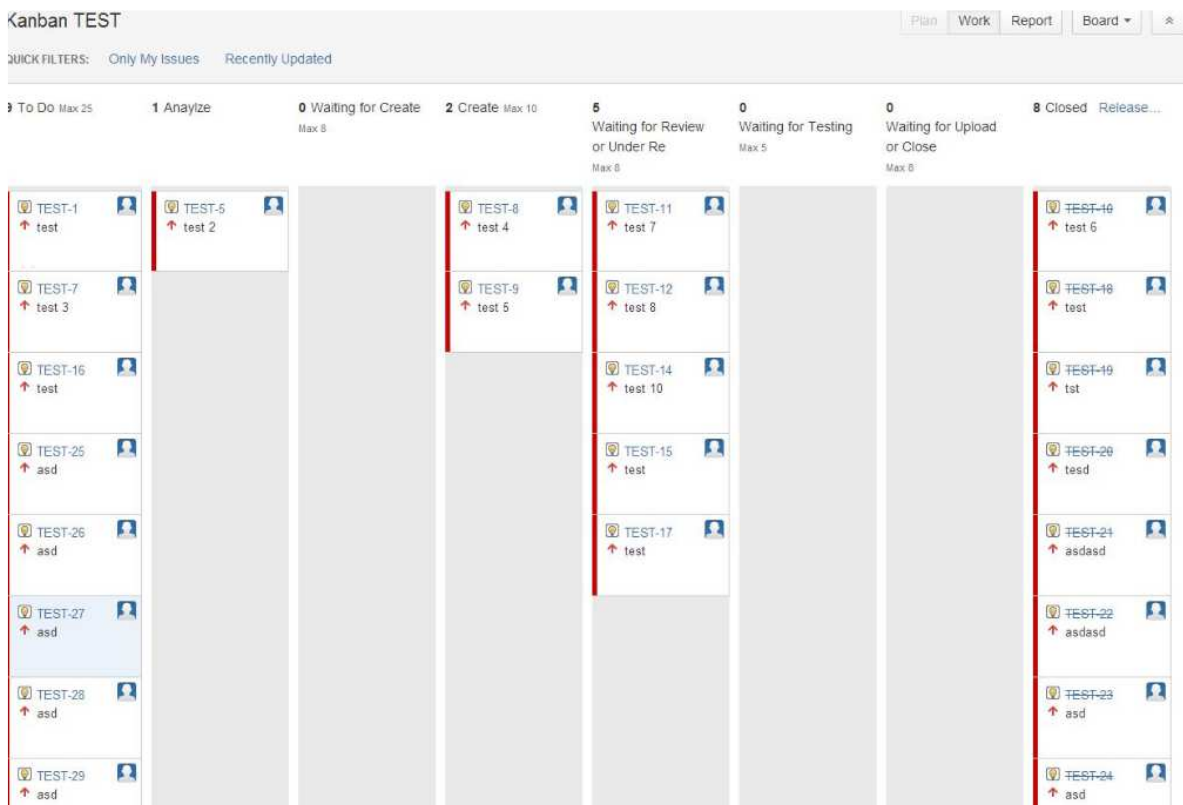 Kanban TEST
Plan Work Report Board
QUICK FILTERS: Only My Issues Recently Updated
9 To Do Max 25
1 Anaylze
0 Waiting for Create
Max 8
2 Create Max 10
5
Waiting for Review
or Under Re
Max 8
0
Waiting for Testing
Max 5
0
Waiting for Upload
or Close
Max 8
8 Closed Release...
TEST-1
test
TEST-7
test 3
TEST-16
test
TEST-25
asd
TEST-26
asd
TEST-27
asd
TEST-28
asd
TEST-29
asd
TEST-5
test 2
TEST-8
test 4
TEST-9
test 5
TEST-11
test 7
TEST-12
test 8
TEST-14
test 10
TEST-15
test
TEST-17
test
TEST-10
test 6
TEST-18
test
TEST-19
tst
TEST-20
tesd
TEST-21
asdasd
TEST-22
asdasd
TEST-23
asd
TEST-24
asd